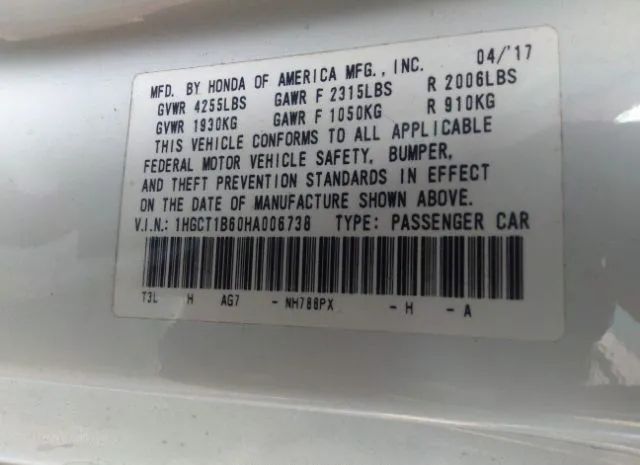 MFD. BY HONDA OF AMERICA MFG., INC. 04/'17
GVWR 4255LBS GAWR F 2315LBS R 2006LBS
GVWR 1930KG GAWR F 1050KG R 910KG
THIS VEHICLE CONFORMS TO ALL APPLICABLE
FEDERAL MOTOR VEHICLE SAFETY, BUMPER,
AND THEFT PREVENTION STANDARDS IN EFFECT
ON THE DATE OF MANUFACTURE SHOWN ABOVE.
V.I.N.: 1HGCT1B60HA006738 TYPE: PASSENGER CAR
T3L H AG7 - NH788PX - H - A